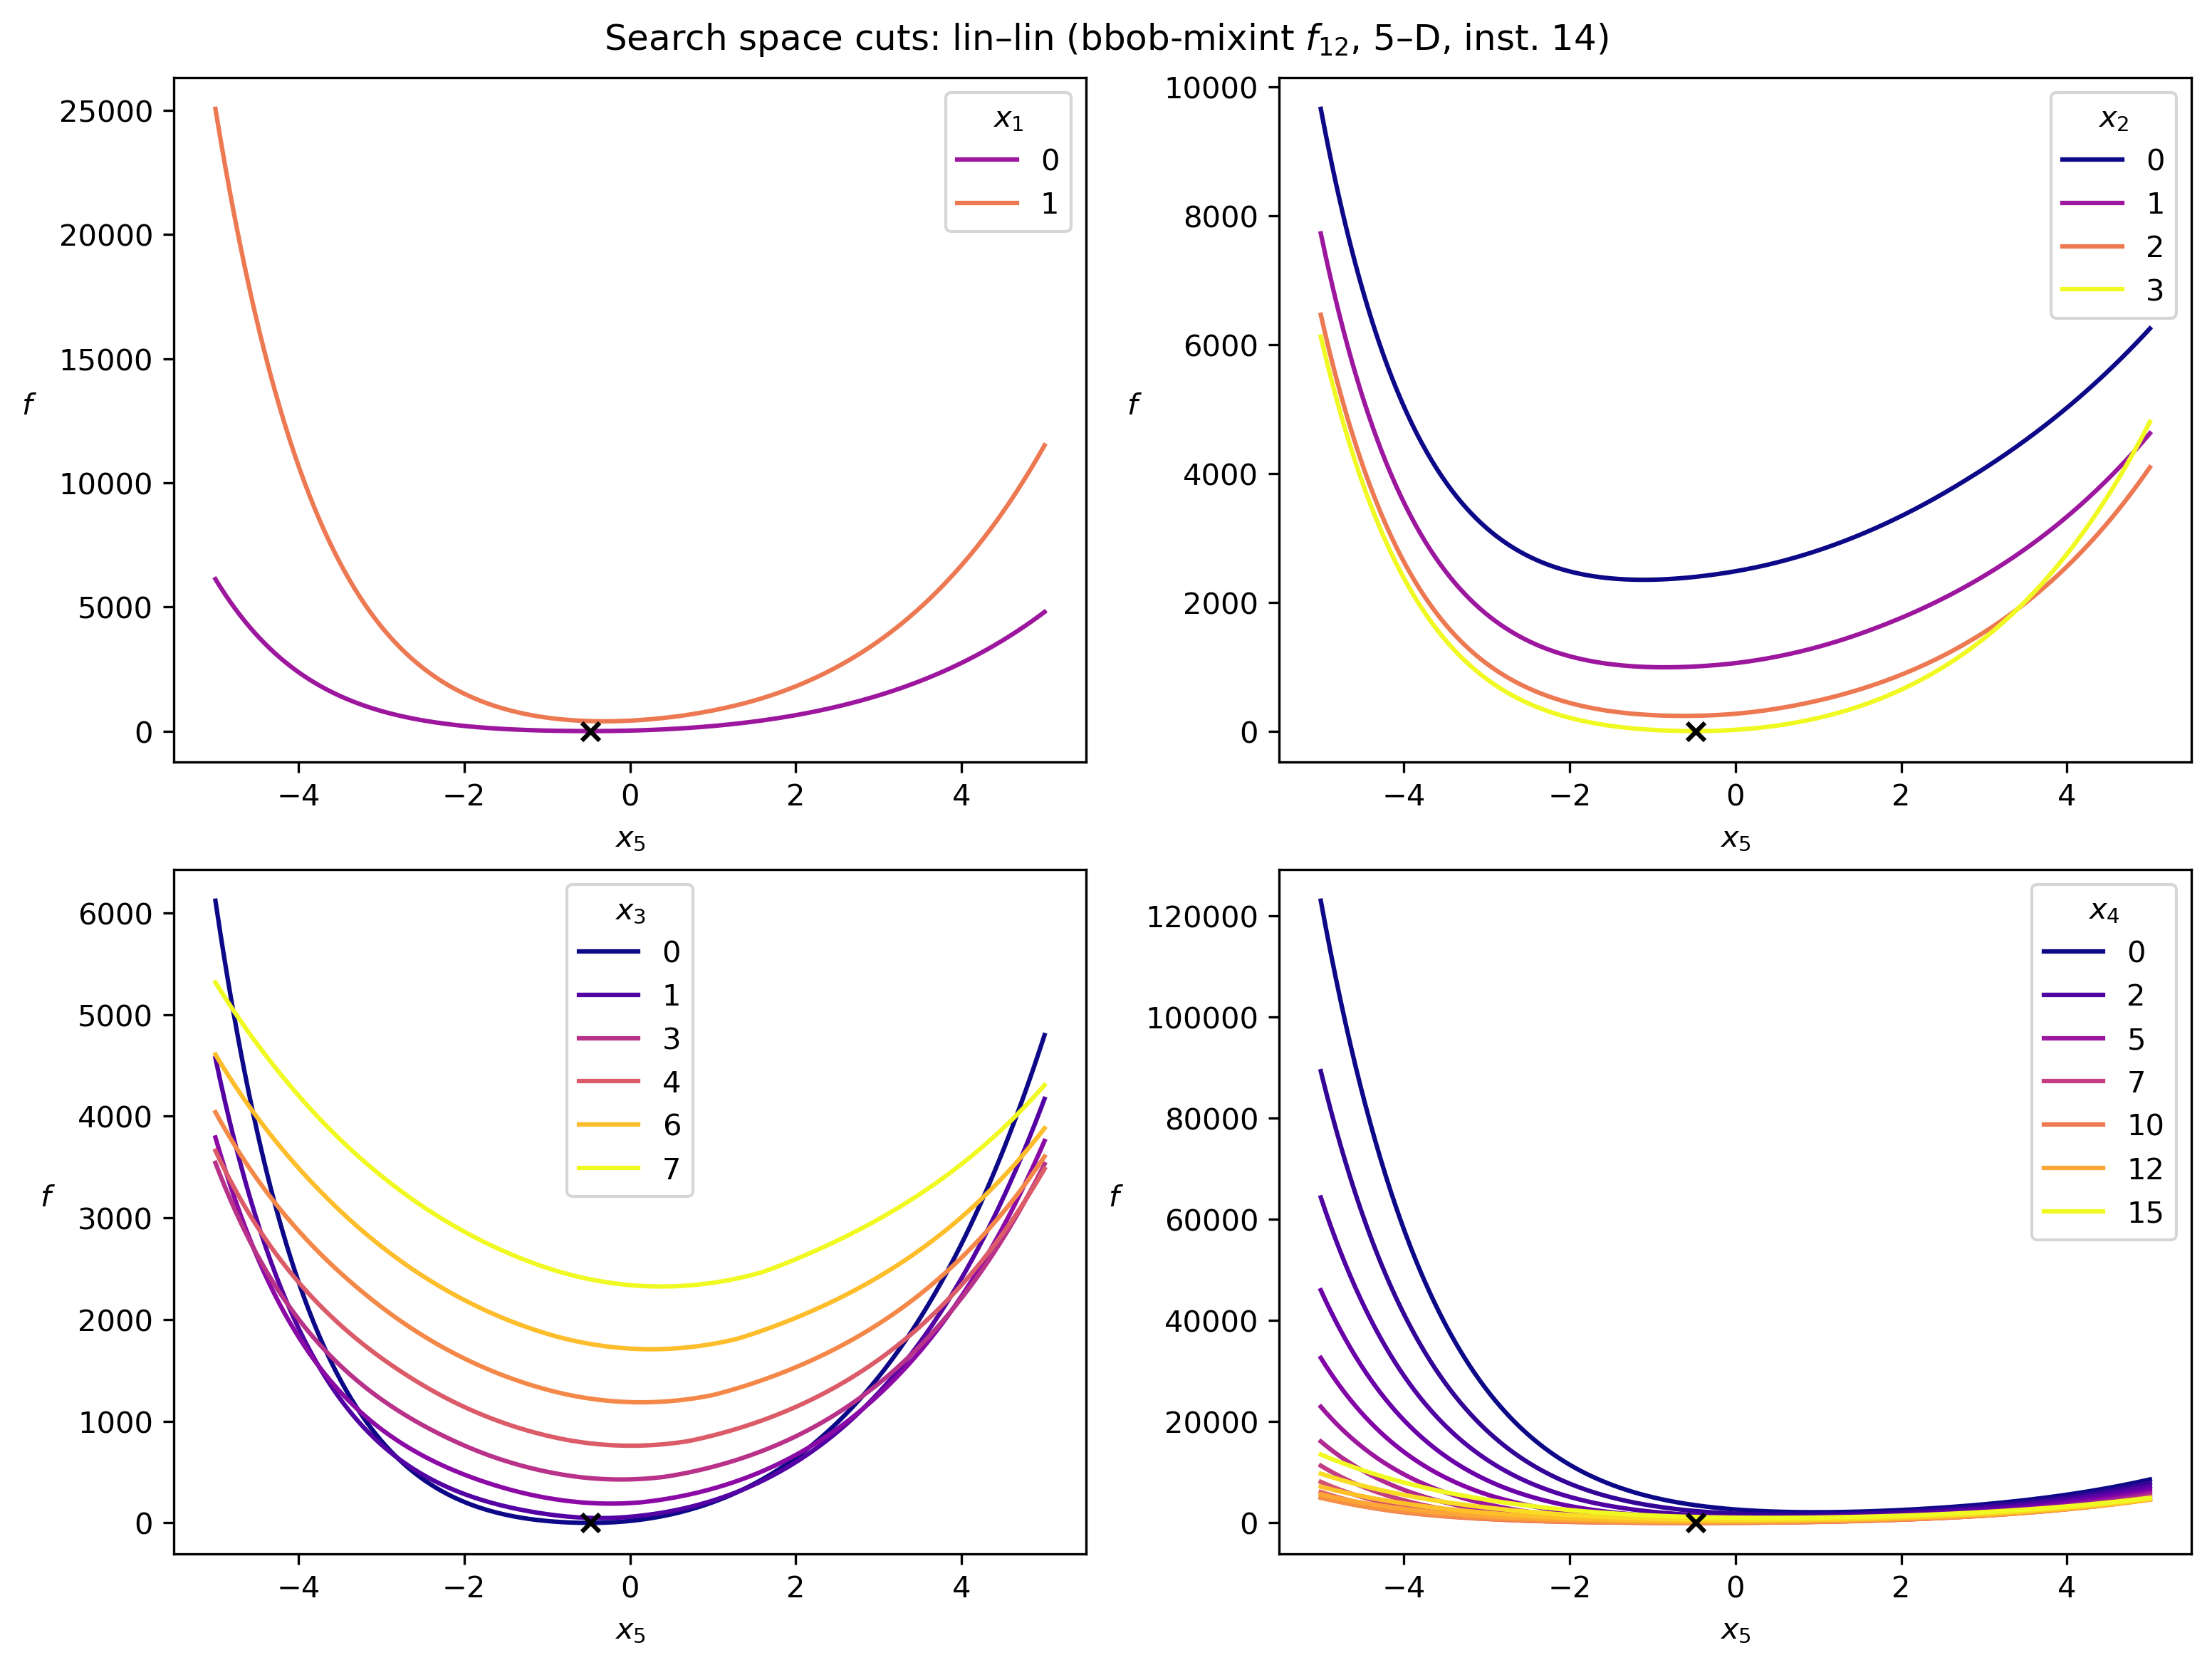 Search space cuts: lin–lin (bbob-mixint f₁₂, 5–D, inst. 14)
25000
20000
15000
10000
5000
0
f
−4 −2 0 2 4
x₅
x₁
0
1
10000
8000
6000
4000
2000
0
f
−4 −2 0 2 4
x₅
x₂
0
1
2
3
6000
5000
4000
3000
2000
1000
0
f
−4 −2 0 2 4
x₅
x₃
0
1
3
4
6
7
120000
100000
80000
60000
40000
20000
0
f
−4 −2 0 2 4
x₅
x₄
0
2
5
7
10
12
15